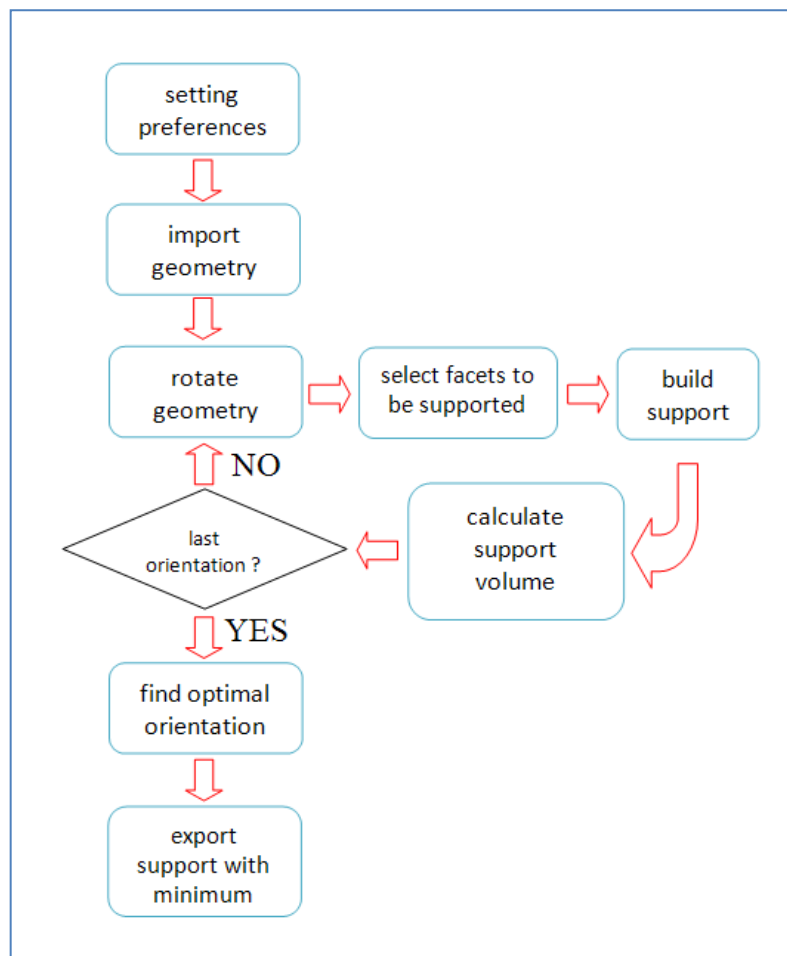 setting
preferences
import
geometry
rotate
geometry
select facets to
be supported
build
support
NO
last
orientation ?
calculate
support
volume
YES
find optimal
orientation
export
support with
minimum